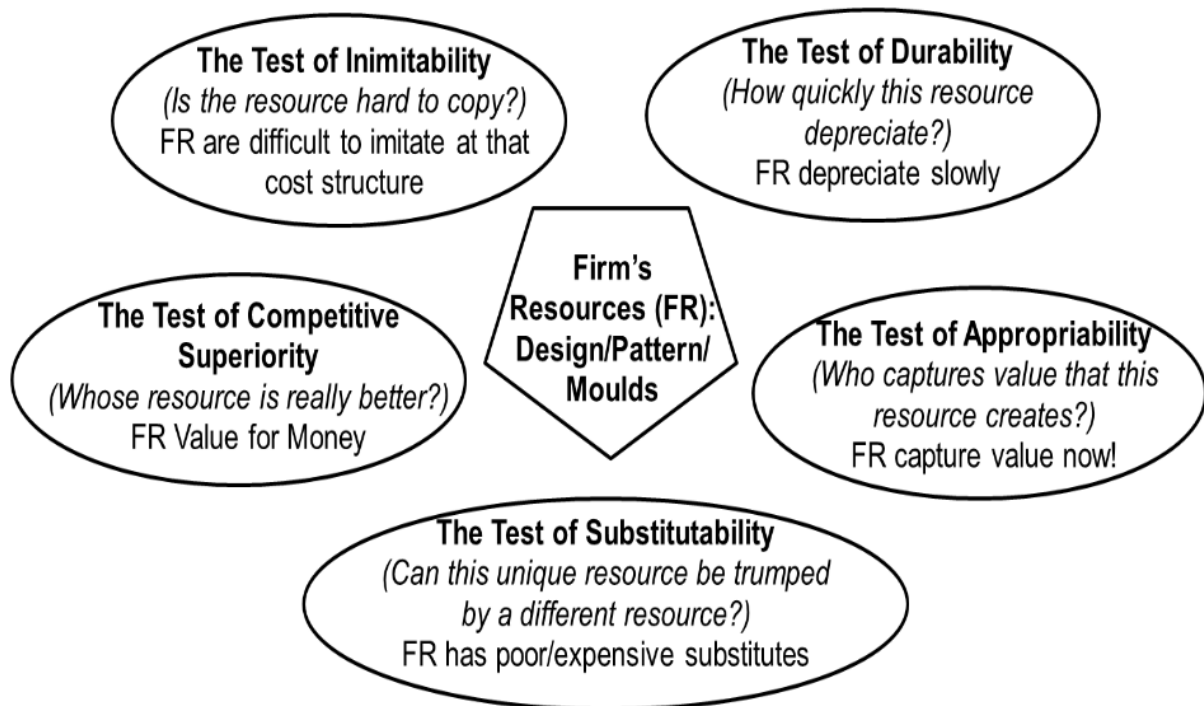 The Test of Inimitability
(Is the resource hard to copy?)
FR are difficult to imitate at that
cost structure
The Test of Durability
(How quickly this resource
depreciate?)
FR depreciate slowly
Firm's
Resources (FR):
Design/Pattern/
Moulds
The Test of Competitive
Superiority
(Whose resource is really better?)
FR Value for Money
The Test of Appropriability
(Who captures value that this
resource creates?)
FR capture value now!
The Test of Substitutability
(Can this unique resource be trumped
by a different resource?)
FR has poor/expensive substitutes